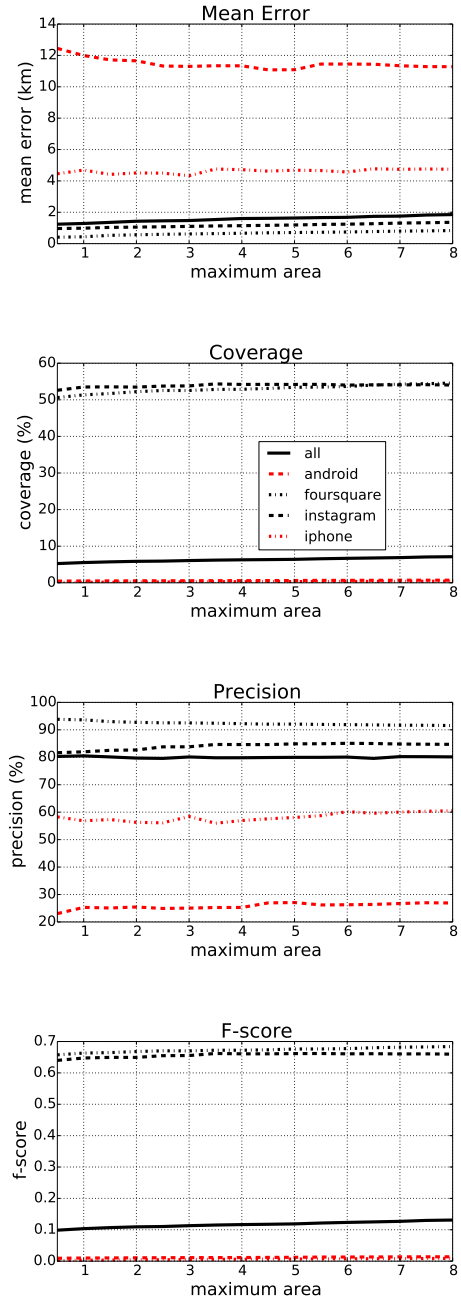 Mean Error
14
12
10
8
6
4
2
0
mean error (km)
1 2 3 4 5 6 7 8
maximum area
Coverage
60
50
40
30
20
10
0
coverage (%)
all
android
foursquare
instagram
iphone
1 2 3 4 5 6 7 8
maximum area
Precision
100
90
80
70
60
50
40
30
20
precision (%)
1 2 3 4 5 6 7 8
maximum area
F-score
0.7
0.6
0.5
0.4
0.3
0.2
0.1
0.0
f-score
1 2 3 4 5 6 7 8
maximum area